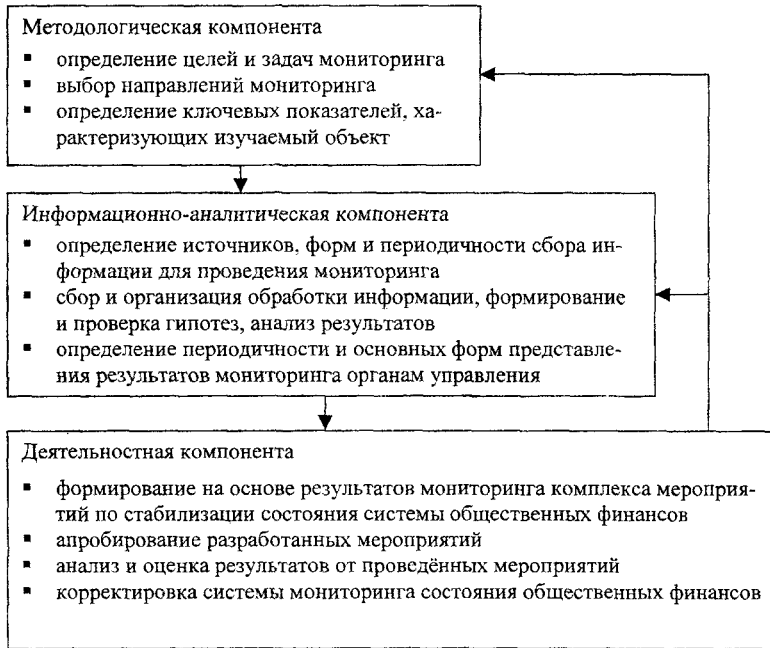 Методологическая компонента
▪ определение целей и задач мониторинга
▪ выбор направлений мониторинга
▪ определение ключевых показателей, ха-
рактеризующих изучаемый объект
Информационно-аналитическая компонента
▪ определение источников, форм и периодичности сбора ин-
формации для проведения мониторинга
▪ сбор и организация обработки информации, формирование
и проверка гипотез, анализ результатов
▪ определение периодичности и основных форм представле-
ния результатов мониторинга органам управления
Деятельностная компонента
▪ формирование на основе результатов мониторинга комплекса мероприя-
тий по стабилизации состояния системы общественных финансов
▪ апробирование разработанных мероприятий
▪ анализ и оценка результатов от проведённых мероприятий
▪ корректировка системы мониторинга состояния общественных финансов